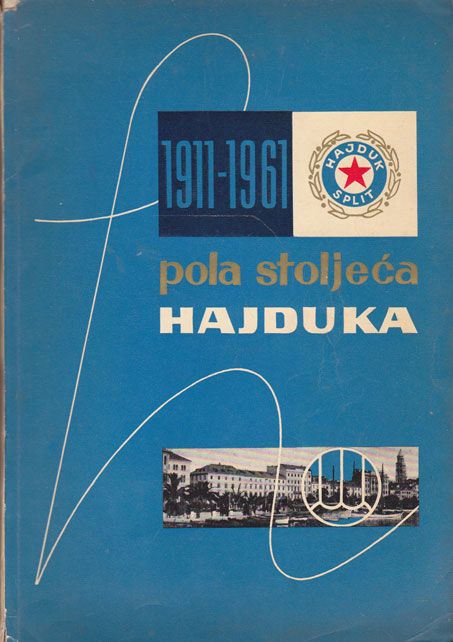 1911-1961
HAJDUK
SPLIT
pola stoljeća
HAJDUKA